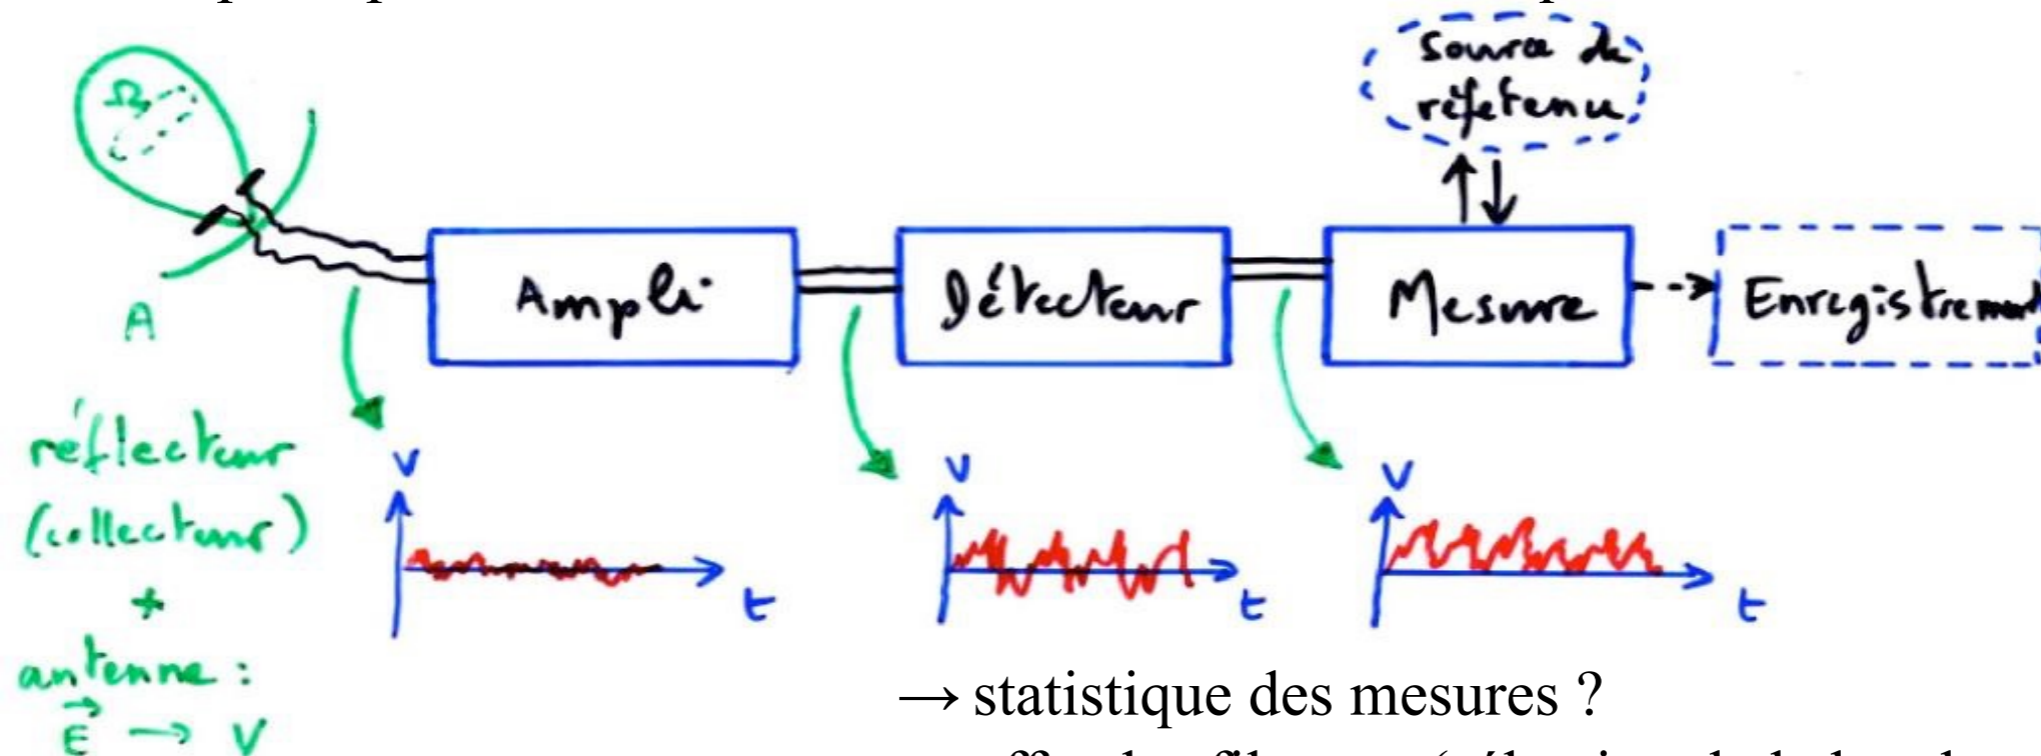 Source de
référence
Ω
Ampli
Détecteur
Mesure
Enregistrement
A
réflecteur
(collecteur)
+
antenne :
E → V
V
t
V
t
V
t
→ statistique des mesures ?